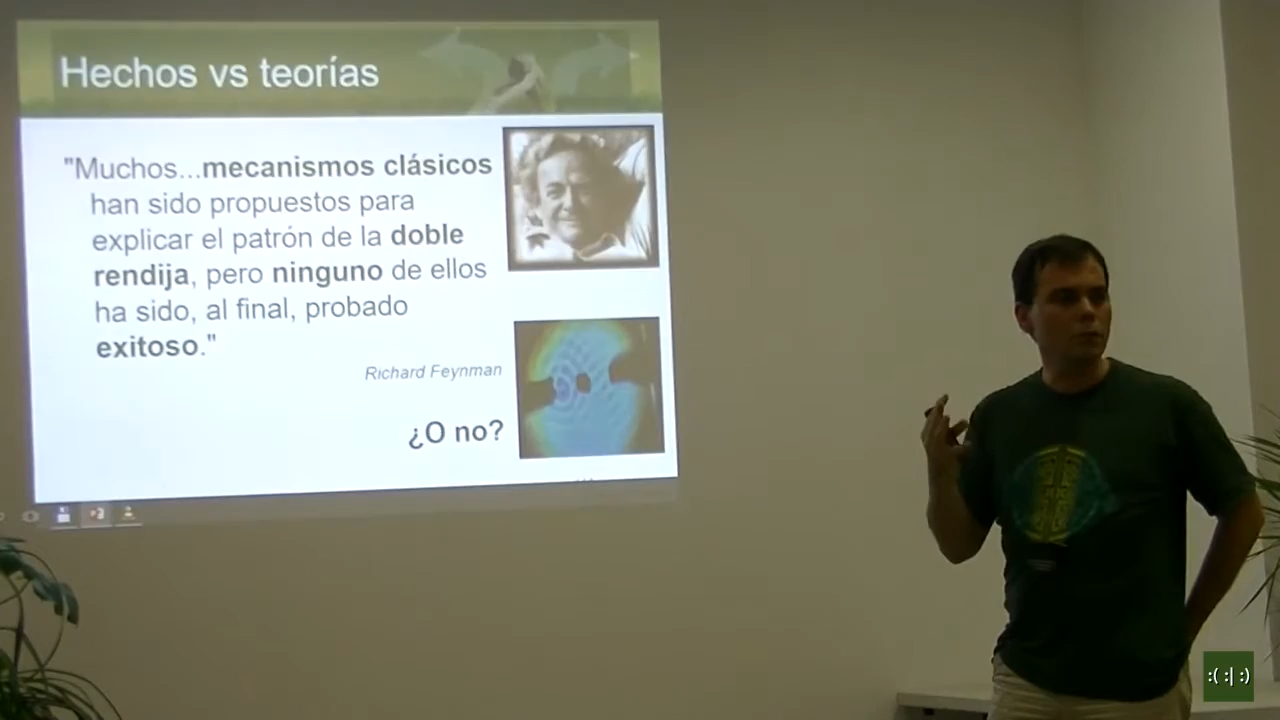 Hechos vs teorías
"Muchos...mecanismos clásicos
han sido propuestos para
explicar el patrón de la doble
rendija, pero ninguno de ellos
ha sido, al final, probado
exitoso."
Richard Feynman
¿O no?
:( :| :)